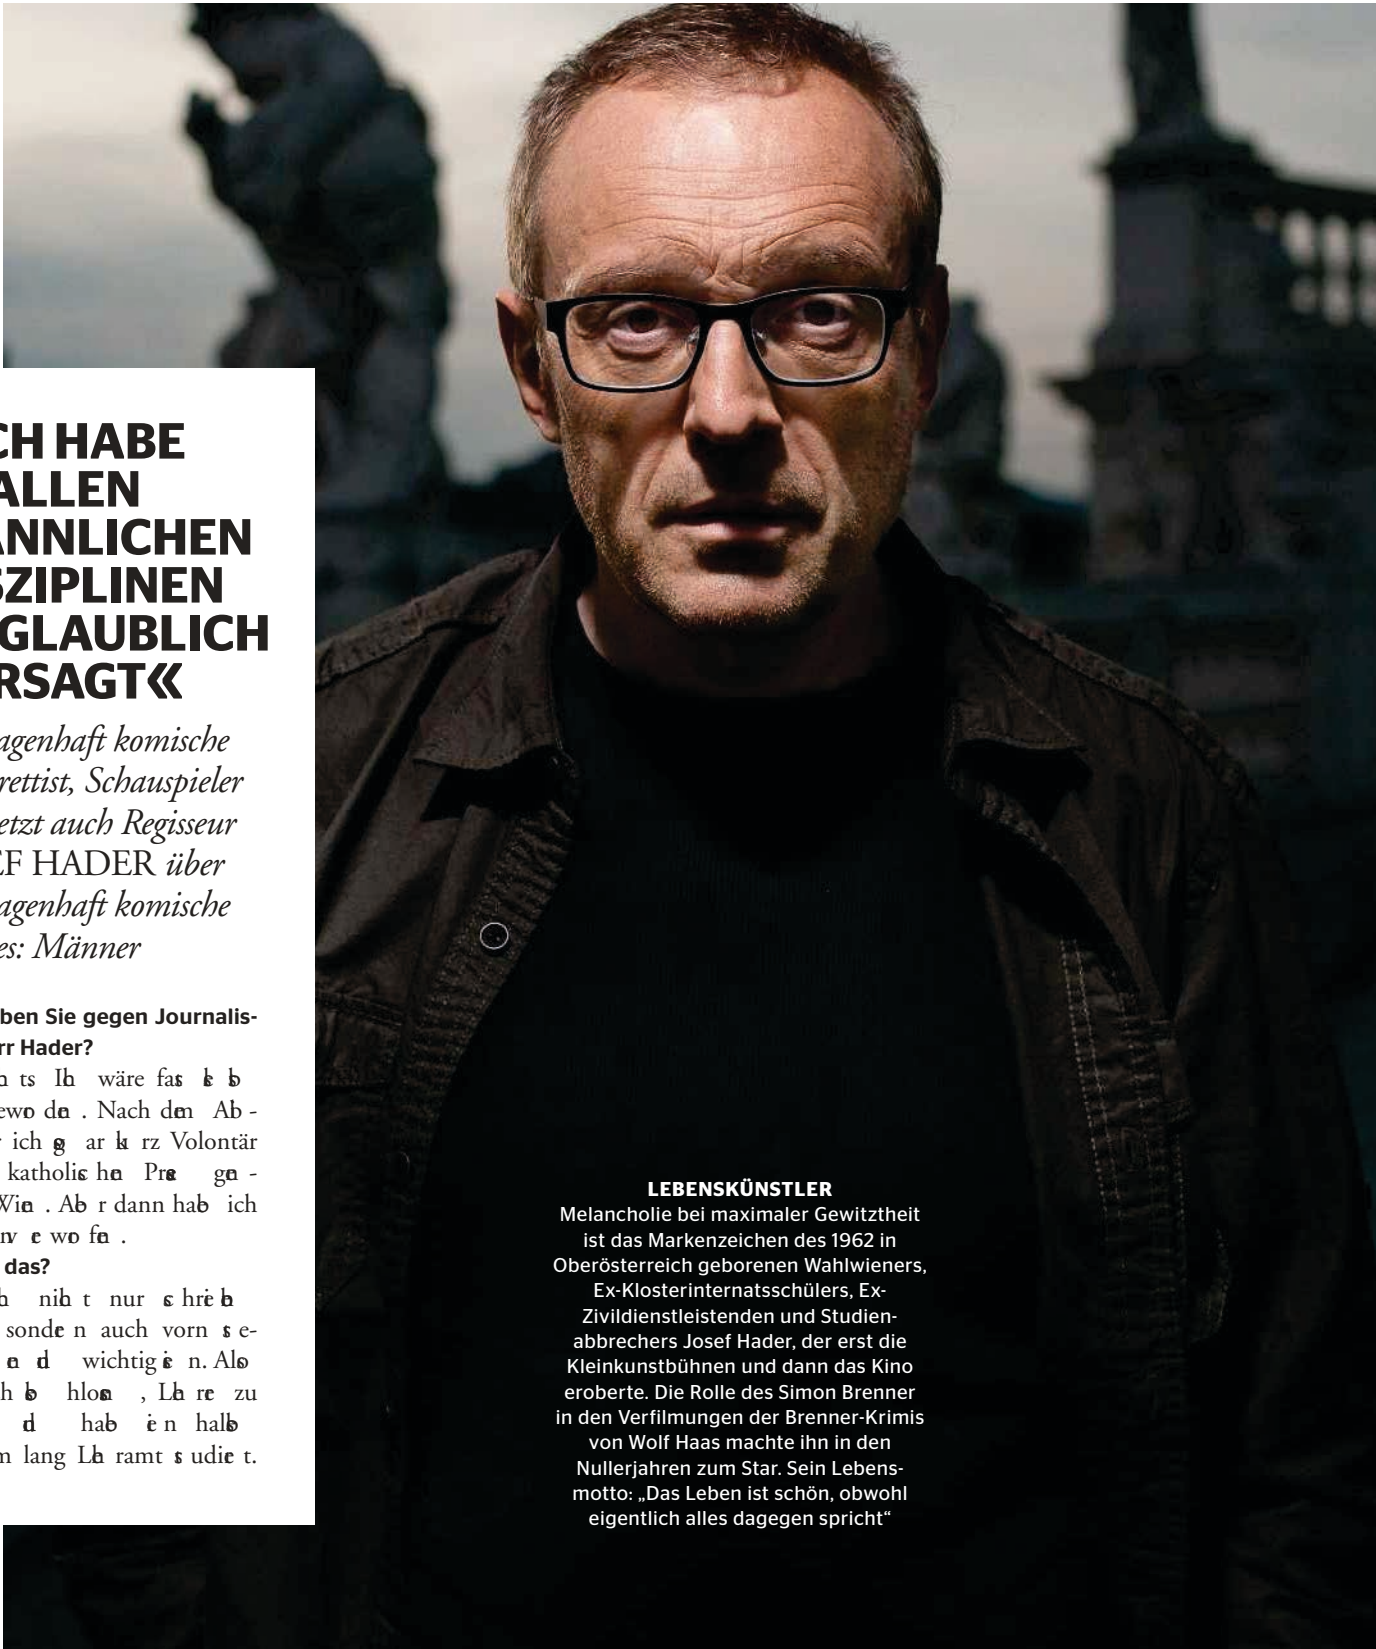 CH HABE
ALLEN
ÄNNLICHEN
SZIPLINEN
GLAUBLICH
RSAGT«
agenhaft komische
rettist, Schauspieler
etzt auch Regisseur
EF HADER über
agenhaft komische
es: Männer
ben Sie gegen Journalis-
rr Hader?
wäre
. Nach
ich rz Volontär
katholis
. dann ich
.
das?
nur
auch vorn
wichtig
, zu
lang ramt
LEBENSKÜNSTLER
Melancholie bei maximaler Gewitztheit
ist das Markenzeichen des 1962 in
Oberösterreich geborenen Wahlwieners,
Ex-Klosterinternatsschülers, Ex-
Zivildienstleistenden und Studien-
abbrechers Josef Hader, der erst die
Kleinkunstbühnen und dann das Kino
eroberte. Die Rolle des Simon Brenner
in den Verfilmungen der Brenner-Krimis
von Wolf Haas machte ihn in den
Nullerjahren zum Star. Sein Lebens-
motto: „Das Leben ist schön, obwohl
eigentlich alles dagegen spricht“